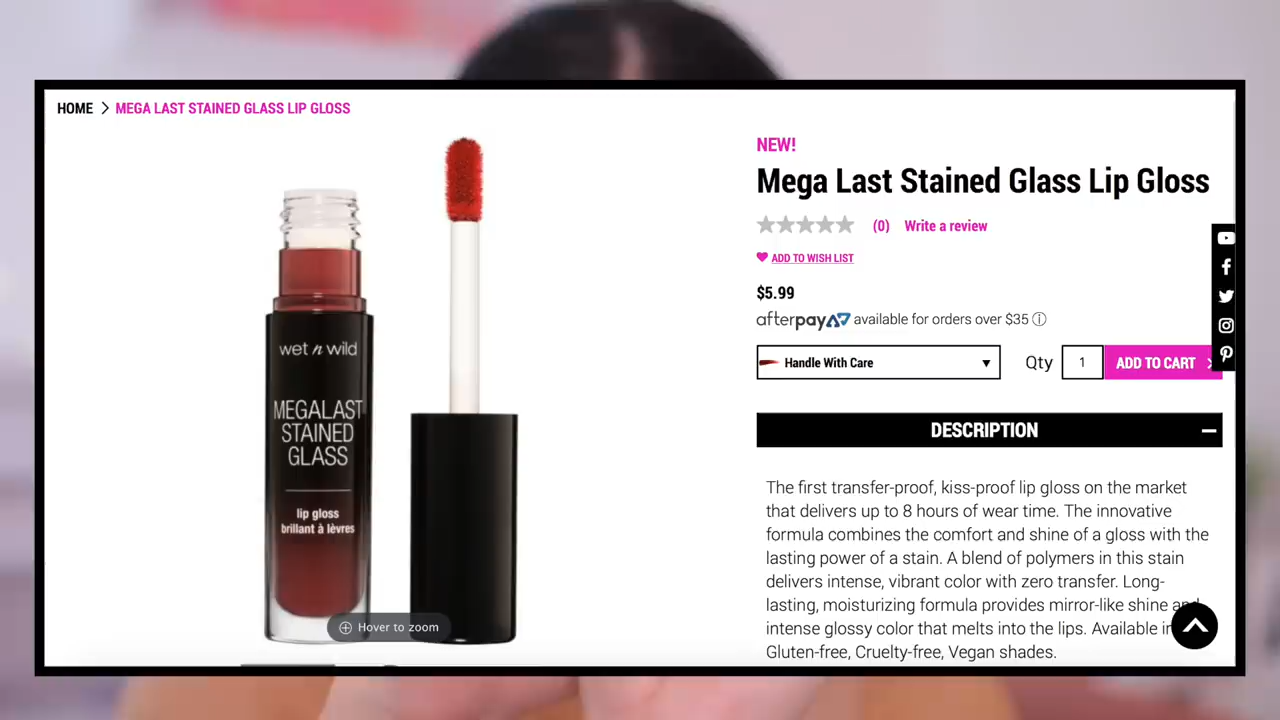 HOME > MEGA LAST STAINED GLASS LIP GLOSS
NEW!
Mega Last Stained Glass Lip Gloss
(0) Write a review
ADD TO WISH LIST
$5.99
afterpay available for orders over $35
Handle With Care
Qty 1 ADD TO CART
DESCRIPTION
The first transfer-proof, kiss-proof lip gloss on the market
that delivers up to 8 hours of wear time. The innovative
formula combines the comfort and shine of a gloss with the
lasting power of a stain. A blend of polymers in this stain
delivers intense, vibrant color with zero transfer. Long-
lasting, moisturizing formula provides mirror-like shine and
intense glossy color that melts into the lips. Available in
Gluten-free, Cruelty-free, Vegan shades.
wet n wild
MEGALAST
STAINED
GLASS
lip gloss
brillant à lèvres
Hover to zoom